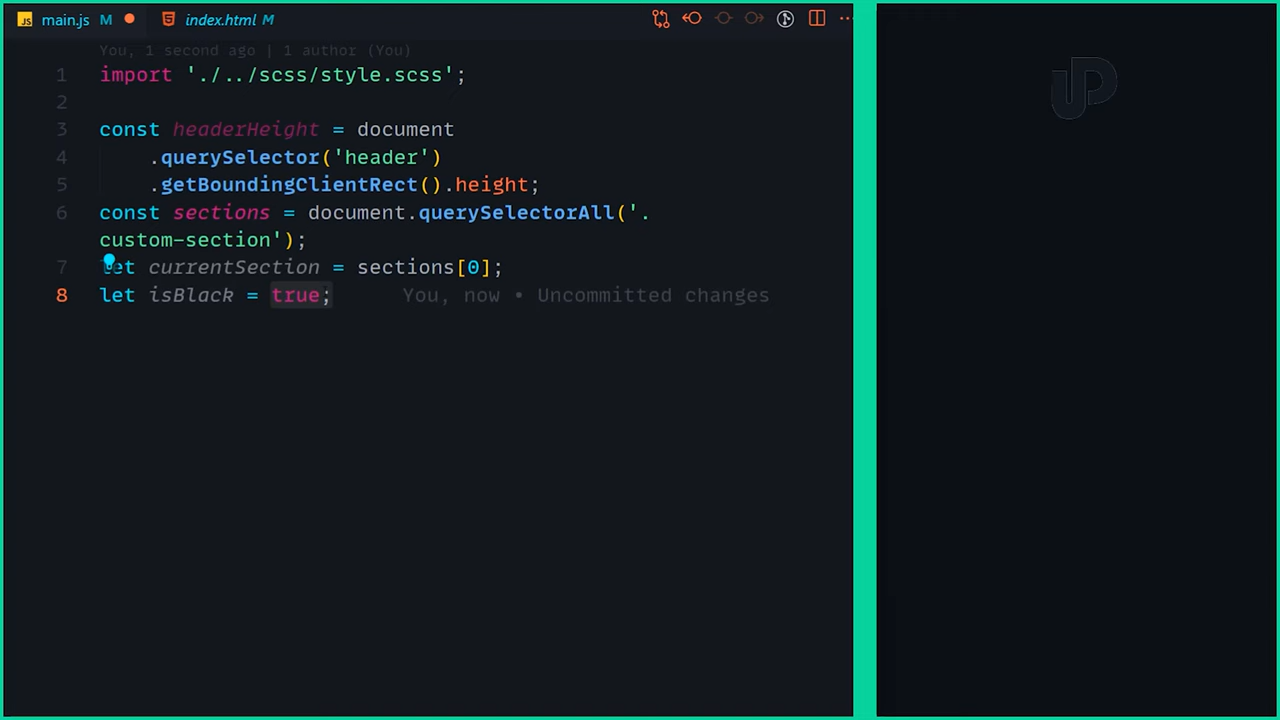 main.js M index.html M
You, 1 second ago | 1 author (You)
1 import './../scss/style.scss';
2
3 const headerHeight = document
4 .querySelector('header')
5 .getBoundingClientRect().height;
6 const sections = document.querySelectorAll('.
custom-section');
7 let currentSection = sections[0];
8 let isBlack = true; You, now • Uncommitted changes